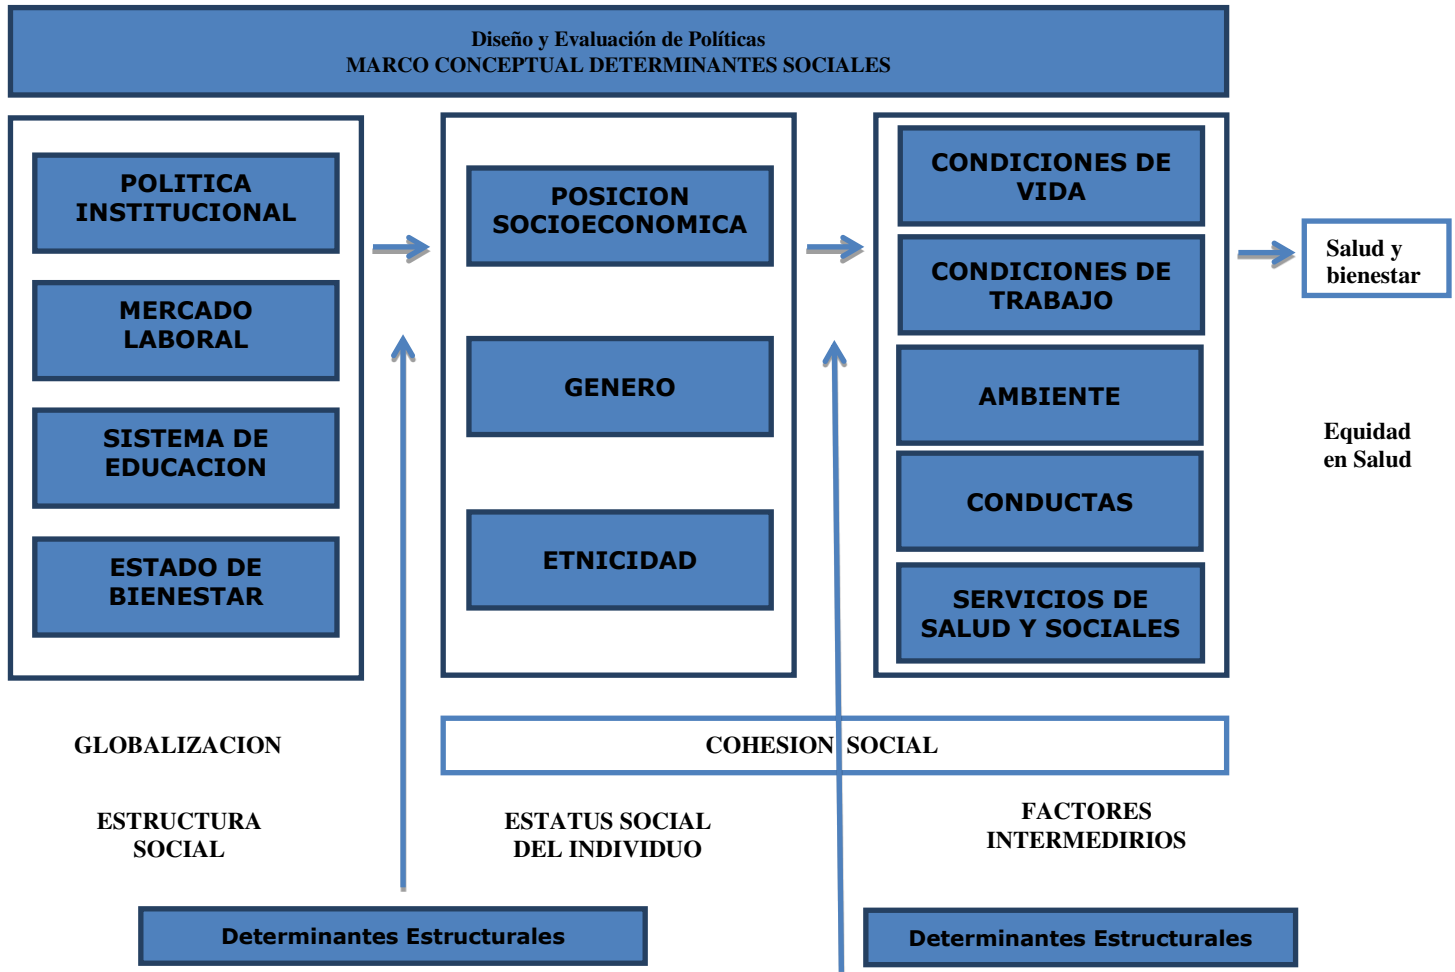 Diseño y Evaluación de Políticas
MARCO CONCEPTUAL DETERMINANTES SOCIALES
POLITICA
INSTITUCIONAL
MERCADO
LABORAL
SISTEMA DE
EDUCACION
ESTADO DE
BIENESTAR
POSICION
SOCIOECONOMICA
GENERO
ETNICIDAD
CONDICIONES DE
VIDA
CONDICIONES DE
TRABAJO
AMBIENTE
CONDUCTAS
SERVICIOS DE
SALUD Y SOCIALES
Salud y
bienestar
Equidad
en Salud
GLOBALIZACION
COHESION SOCIAL
ESTRUCTURA
SOCIAL
ESTATUS SOCIAL
DEL INDIVIDUO
FACTORES
INTERMEDIRIOS
Determinantes Estructurales
Determinantes Estructurales